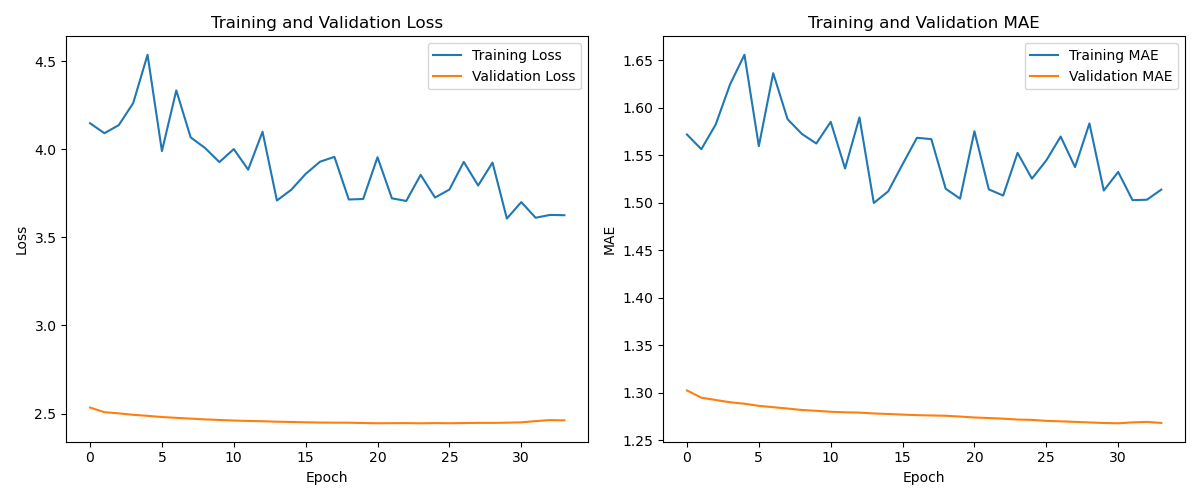 Training and Validation Loss
Training Loss
Validation Loss
4.5
4.0
3.5
3.0
2.5
Loss
0 5 10 15 20 25 30
Epoch
Training and Validation MAE
Training MAE
Validation MAE
1.65
1.60
1.55
1.50
1.45
1.40
1.35
1.30
1.25
MAE
0 5 10 15 20 25 30
Epoch